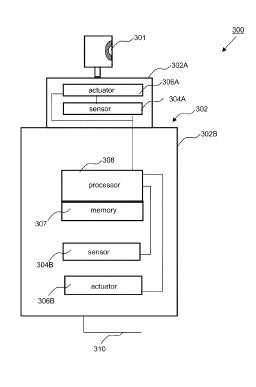 300
301
302A
actuator
306A
sensor
304A
302
302B
308
processor
307
memory
sensor
304B
actuator
306B
310